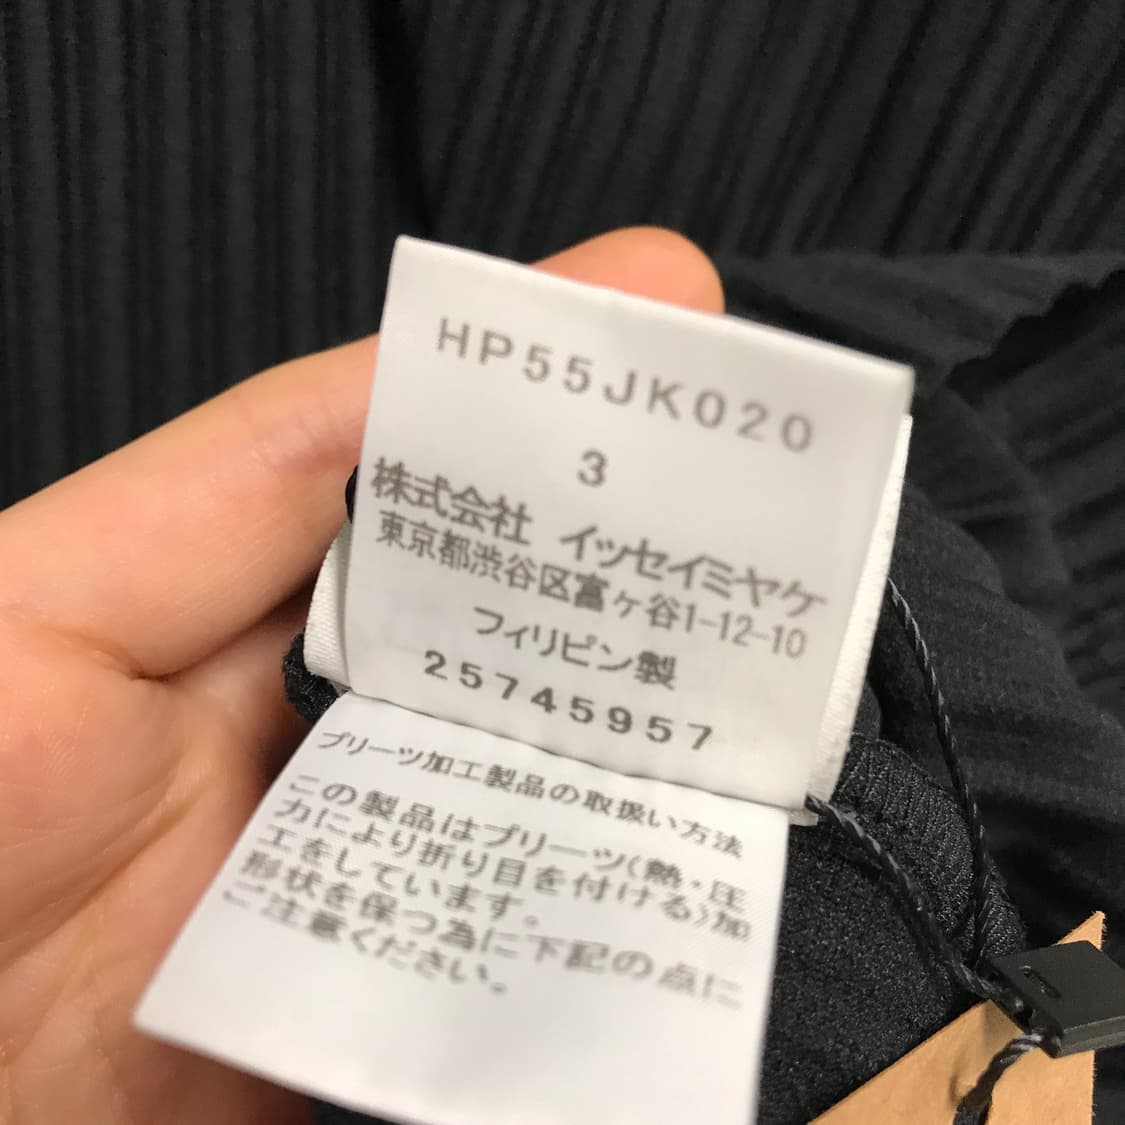 HP55JK020
3
株式会社 イッセイミヤケ
東京都渋谷区富ヶ谷1-12-10
フィリピン製
25745957
プリーツ加工製品の取扱い方法
この製品はプリーツ(熱・圧
力により折り目を付ける)加
工をしています。
形状を保つ為に下記の点に
ご注意ください。